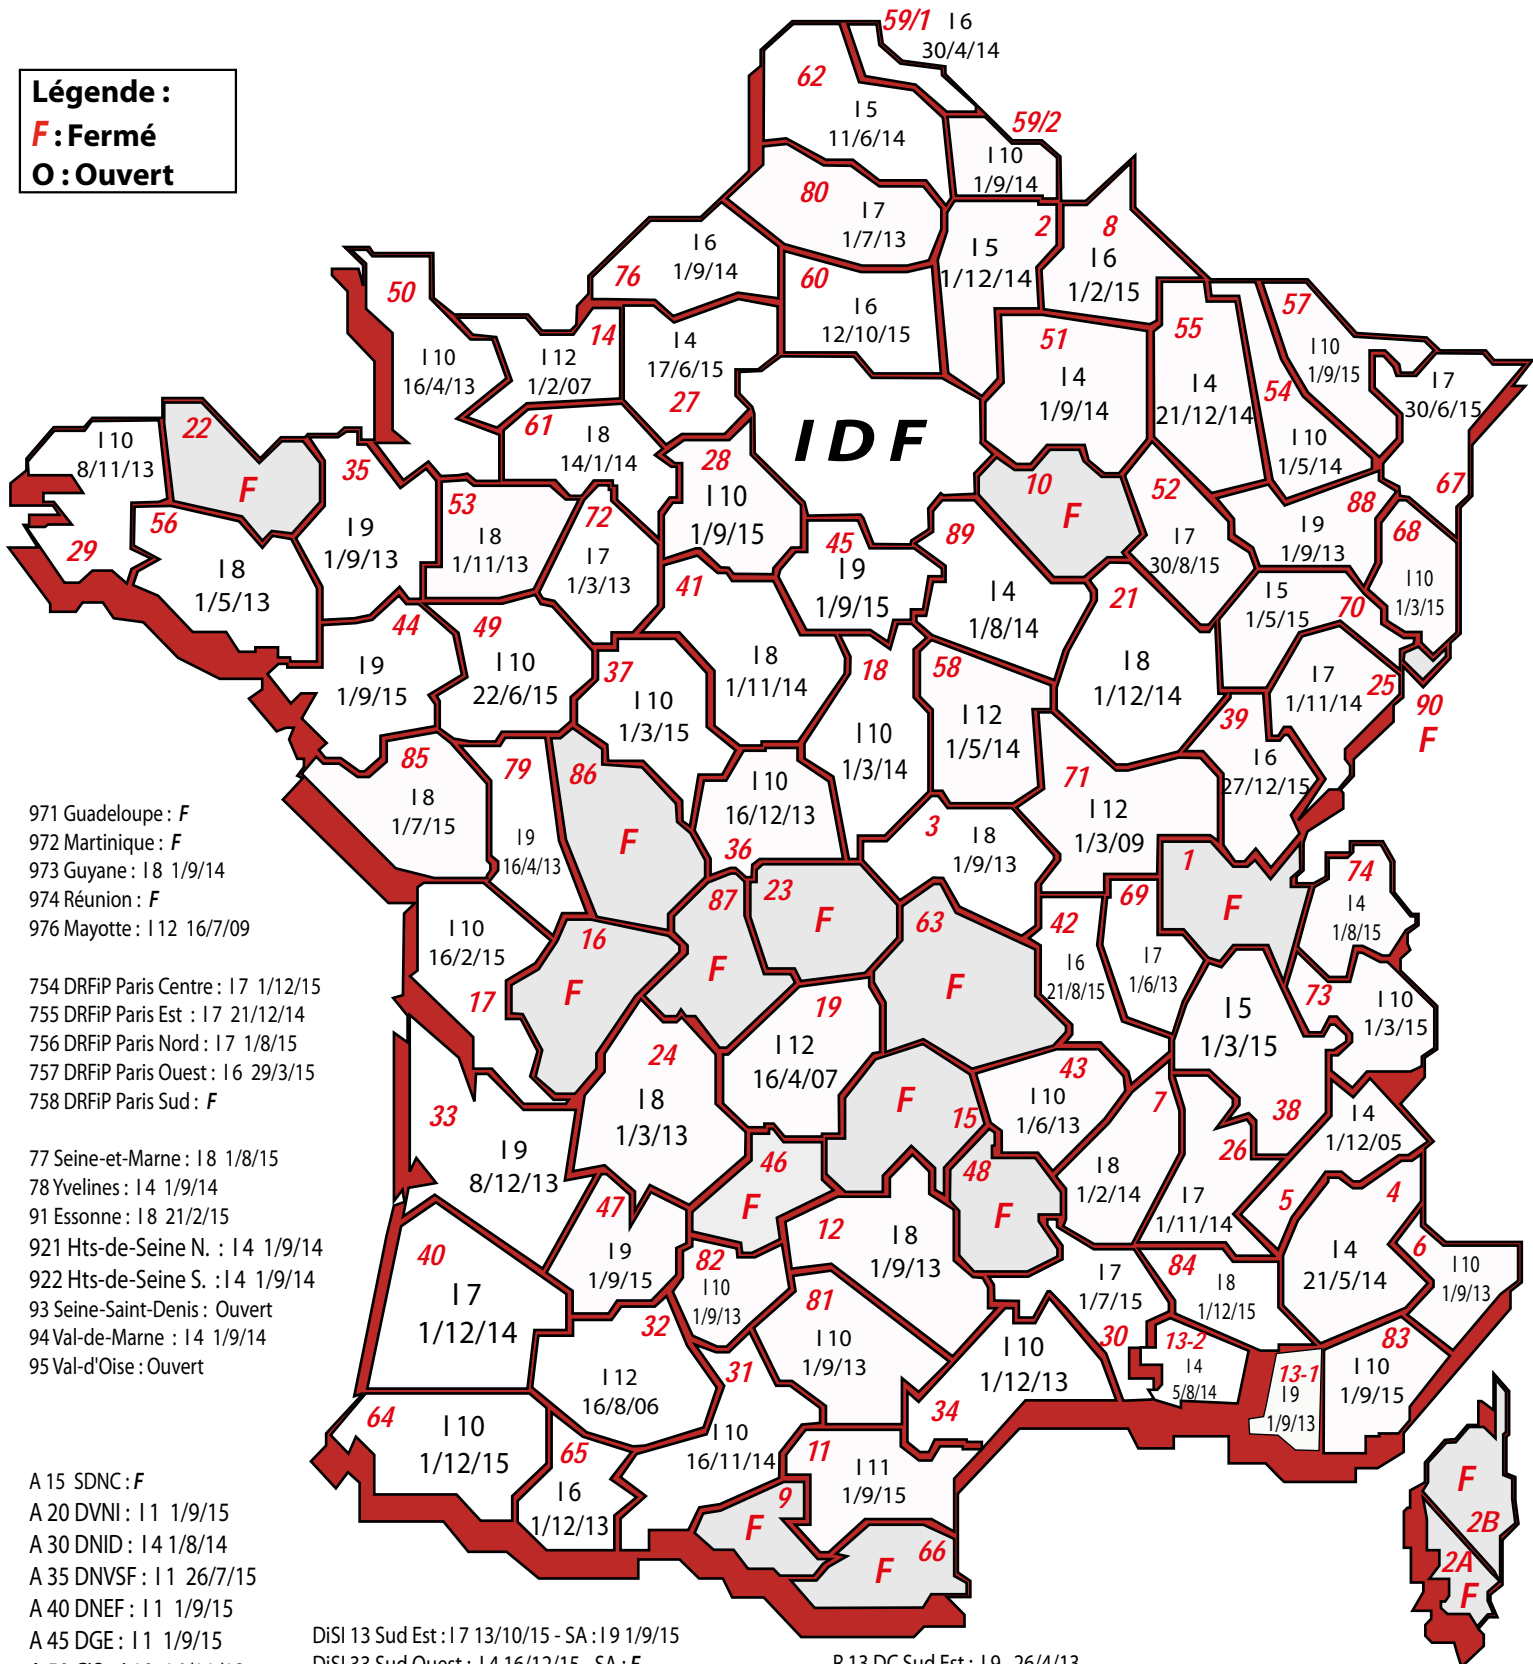 Légende :
F : Fermé
O : Ouvert
59/1
I 6
30/4/14
62
I 5
11/6/14
59/2
I 10
1/9/14
80
I 7
1/7/13
2
I 5
1/12/14
8
I 6
1/2/15
76
I 6
1/9/14
60
I 6
12/10/15
50
I 10
16/4/13
14
I 12
1/2/07
I 4
17/6/15
27
51
I 4
1/9/14
55
I 4
21/12/14
57
I 10
1/9/15
54
I 10
1/5/14
I 7
30/6/15
67
IDF
61
I 8
14/1/14
28
I 10
1/9/15
22
F
I 10
8/11/13
29
56
I 8
1/5/13
35
I 9
1/9/13
53
I 8
1/11/13
72
I 7
1/3/13
45
I 9
1/9/15
89
I 4
1/8/14
10
F
52
I 7
30/8/15
88
I 9
1/9/13
68
I 10
1/3/15
41
I 8
1/11/14
21
I 8
1/12/14
70
I 5
1/5/15
25
I 7
1/11/14
90
F
44
I 9
1/9/15
49
I 10
22/6/15
37
I 10
1/3/15
18
I 10
1/3/14
58
I 12
1/5/14
39
I 6
27/12/15
85
I 8
1/7/15
79
I 9
16/4/13
86
F
I 10
16/12/13
36
71
I 12
1/3/09
3
I 8
1/9/13
971 Guadeloupe : F
972 Martinique : F
973 Guyane : I 8 1/9/14
974 Réunion : F
976 Mayotte : I 12 16/7/09
754 DRFiP Paris Centre : I 7 1/12/15
755 DRFiP Paris Est : I 7 21/12/14
756 DRFiP Paris Nord : I 7 1/8/15
757 DRFiP Paris Ouest : I 6 29/3/15
758 DRFiP Paris Sud : F
77 Seine-et-Marne : I 8 1/8/15
78 Yvelines : I 4 1/9/14
91 Essonne : I 8 21/2/15
921 Hts-de-Seine N. : I 4 1/9/14
922 Hts-de-Seine S. : I 4 1/9/14
93 Seine-Saint-Denis : Ouvert
94 Val-de-Marne : I 4 1/9/14
95 Val-d'Oise : Ouvert
I 10
16/2/15
17
16
F
87
F
23
F
63
F
42
I 6
21/8/15
69
I 7
1/6/13
1
F
74
I 4
1/8/15
73
I 10
1/3/15
24
I 8
1/3/13
19
I 12
16/4/07
15
F
43
I 10
1/6/13
I 5
1/3/15
38
33
I 9
8/12/13
46
F
48
F
7
I 8
1/2/14
26
I 7
1/11/14
I 4
1/12/05
5
4
I 4
21/5/14
6
I 10
1/9/13
47
I 9
1/9/15
40
I 7
1/12/14
82
I 10
1/9/13
12
I 8
1/9/13
81
I 10
1/9/13
I 7
1/7/15
30
84
I 8
1/12/15
13-2
I 4
5/8/14
13-1
I 9
1/9/13
83
I 10
1/9/15
32
I 12
16/8/06
31
I 10
16/11/14
I 10
1/12/13
34
64
I 10
1/12/15
65
I 6
1/12/13
11
I 11
1/9/15
9
F
66
F
F
2B
2A
F
A 15 SDNC : F
A 20 DVNI : I 1 1/9/15
A 30 DNID : I 4 1/8/14
A 35 DNVSF : I 1 26/7/15
A 40 DNEF : I 1 1/9/15
A 45 DGE : I 1 1/9/15
DiSI 13 Sud Est : I 7 13/10/15 - SA : I 9 1/9/15
DiSI 33 Sud Ouest : I 4 16/12/15 - SA : F
R 13 DC Sud Est : I 9 26/4/13